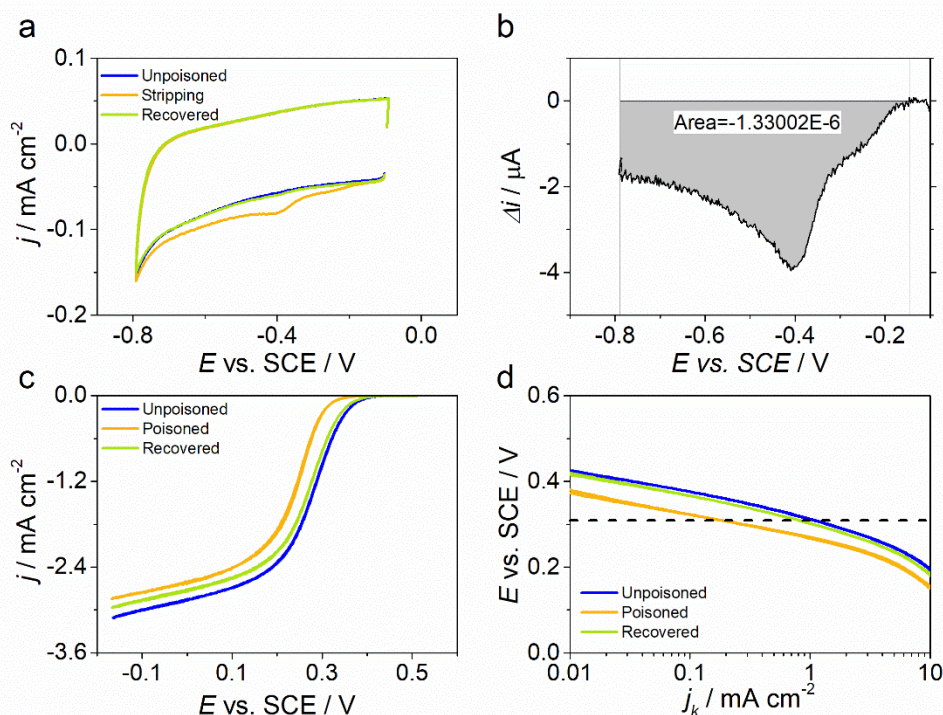 a
0.1
0.0
-0.1
-0.2
j / mA cm⁻²
Unpoisoned
Stripping
Recovered
-0.8
-0.4
0.0
E vs. SCE / V
b
0
-2
-4
Δi / μA
Area=-1.33002E-6
-0.8
-0.6
-0.4
-0.2
E vs. SCE / V
c
0.0
-1.2
-2.4
-3.6
j / mA cm⁻²
Unpoisoned
Poisoned
Recovered
-0.1
0.1
0.3
0.5
E vs. SCE / V
d
0.6
0.4
0.2
0.0
E vs. SCE / V
Unpoisoned
Poisoned
Recovered
0.01
0.1
1
10
jₖ / mA cm⁻²